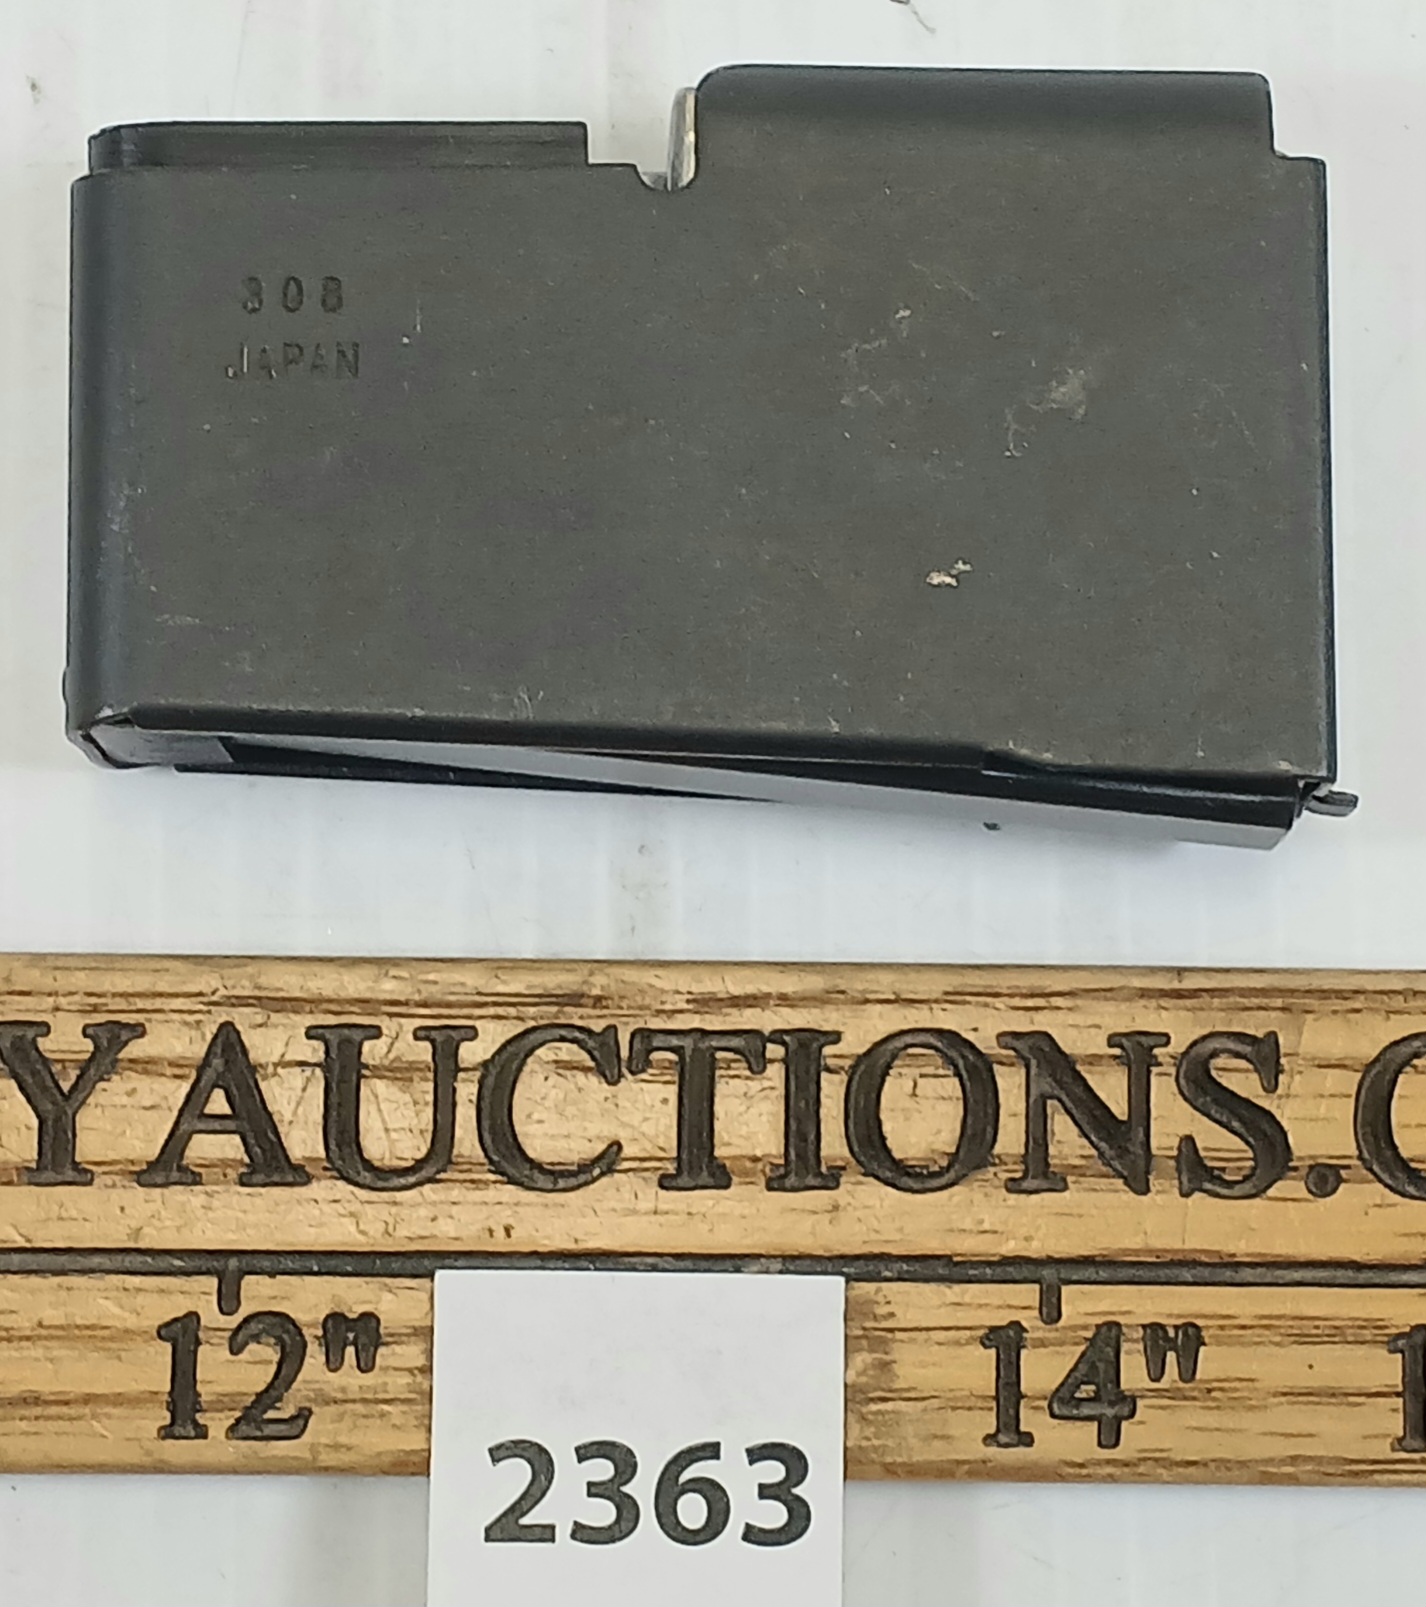 308
JAPAN
YAUCTIONS.
12"
14"
2363